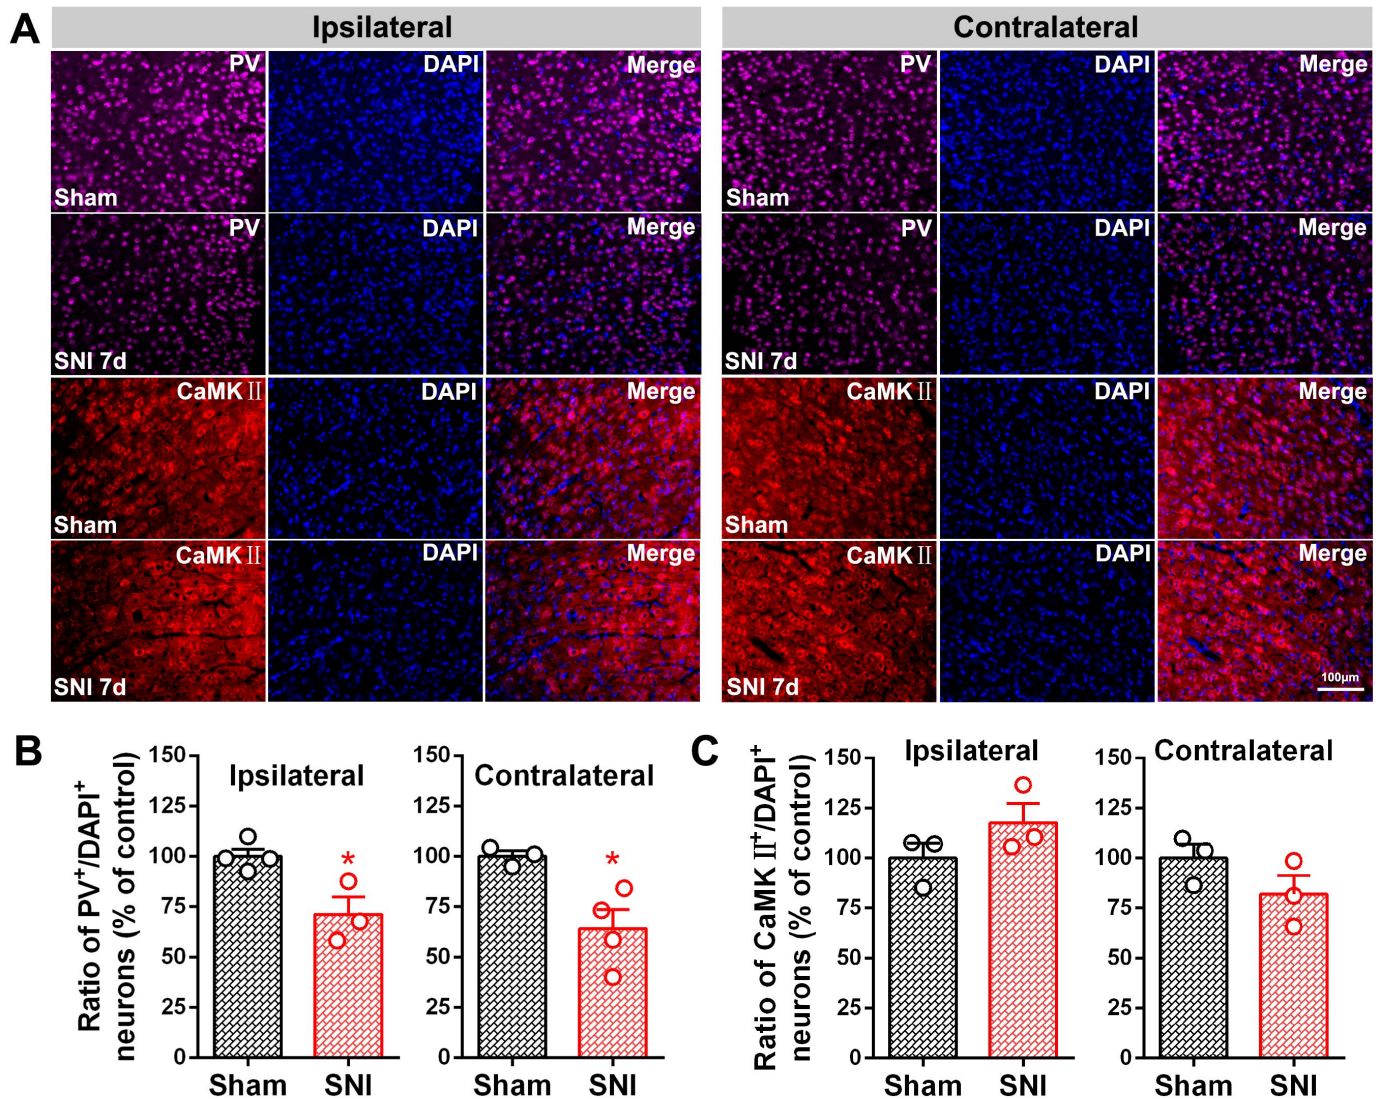 A
Ipsilateral
Contralateral
PV DAPI Merge PV DAPI Merge
Sham Sham
PV DAPI Merge PV DAPI Merge
SNI 7d SNI 7d
CaMK II DAPI Merge CaMK II DAPI Merge
Sham Sham
CaMK II DAPI Merge CaMK II DAPI Merge
100μm
SNI 7d SNI 7d
B
Ratio of PV⁺/DAPI⁺
neurons (% of control)
Ipsilateral
150
125
100
75
50
25
0
*
Sham SNI
Contralateral
150
125
100
75
50
25
0
*
Sham SNI
C
Ratio of CaMK II⁺/DAPI⁺
neurons (% of control)
Ipsilateral
150
125
100
75
50
25
0
Sham SNI
Contralateral
150
125
100
75
50
25
0
Sham SNI